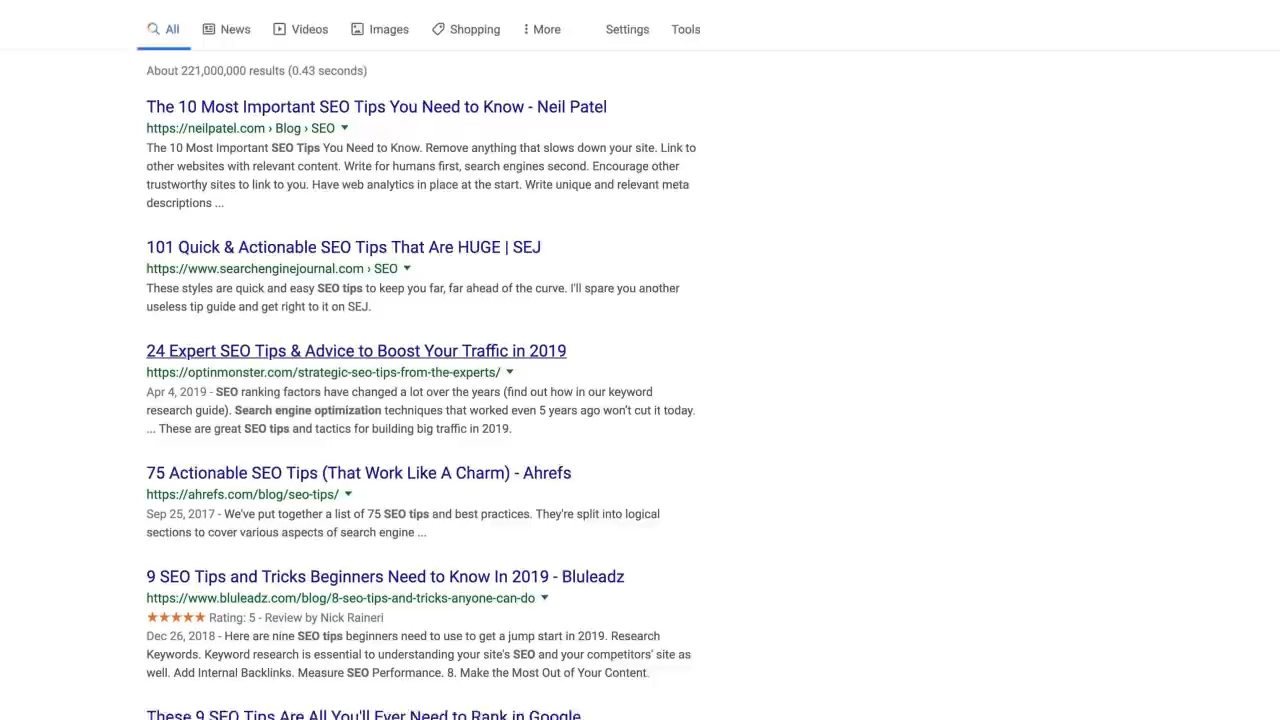 All News Videos Images Shopping More Settings Tools
About 221,000,000 results (0.43 seconds)
The 10 Most Important SEO Tips You Need to Know - Neil Patel
https://neilpatel.com › Blog › SEO
The 10 Most Important SEO Tips You Need to Know. Remove anything that slows down your site. Link to
other websites with relevant content. Write for humans first, search engines second. Encourage other
trustworthy sites to link to you. Have web analytics in place at the start. Write unique and relevant meta
descriptions ...
101 Quick & Actionable SEO Tips That Are HUGE | SEJ
https://www.searchenginejournal.com › SEO
These styles are quick and easy SEO tips to keep you far, far ahead of the curve. I'll spare you another
useless tip guide and get right to it on SEJ.
24 Expert SEO Tips & Advice to Boost Your Traffic in 2019
https://optinmonster.com/strategic-seo-tips-from-the-experts/
Apr 4, 2019 - SEO ranking factors have changed a lot over the years (find out how in our keyword
research guide). Search engine optimization techniques that worked even 5 years ago won't cut it today.
... These are great SEO tips and tactics for building big traffic in 2019.
75 Actionable SEO Tips (That Work Like A Charm) - Ahrefs
https://ahrefs.com/blog/seo-tips/
Sep 25, 2017 - We've put together a list of 75 SEO tips and best practices. They're split into logical
sections to cover various aspects of search engine ...
9 SEO Tips and Tricks Beginners Need to Know In 2019 - Bluleadz
https://www.bluleadz.com/blog/8-seo-tips-and-tricks-anyone-can-do
★★★★★ Rating: 5 - Review by Nick Raineri
Dec 26, 2018 - Here are nine SEO tips beginners need to use to get a jump start in 2019. Research
Keywords. Keyword research is essential to understanding your site's SEO and your competitors' site as
well. Add Internal Backlinks. Measure SEO Performance. 8. Make the Most Out of Your Content.
These 9 SEO Tips Are All You'll Ever Need to Rank in Google